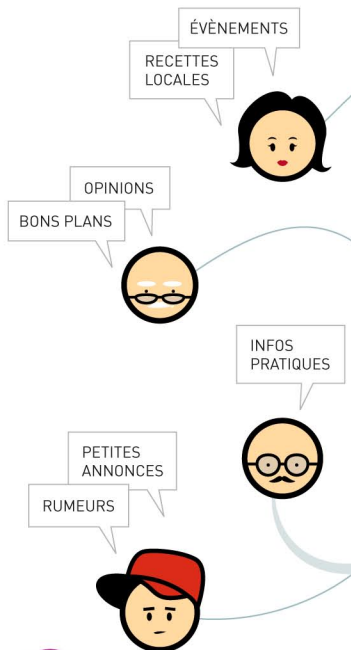 ÉVÈNEMENTS
RECETTES
LOCALES
OPINIONS
BONS PLANS
INFOS
PRATIQUES
PETITES
ANNONCES
RUMEURS